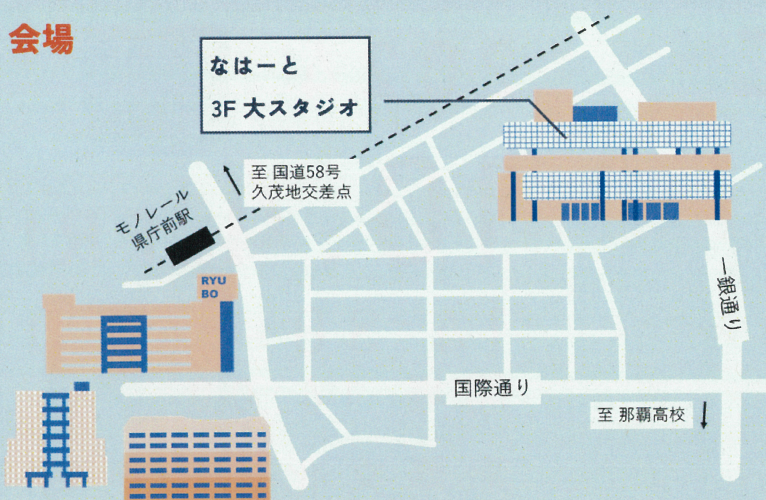 会場
なはーと
3F 大スタジオ
至 国道58号
久茂地交差点
モノレール
県庁前駅
RYU
BO
一銀通り
国際通り
至 那覇高校